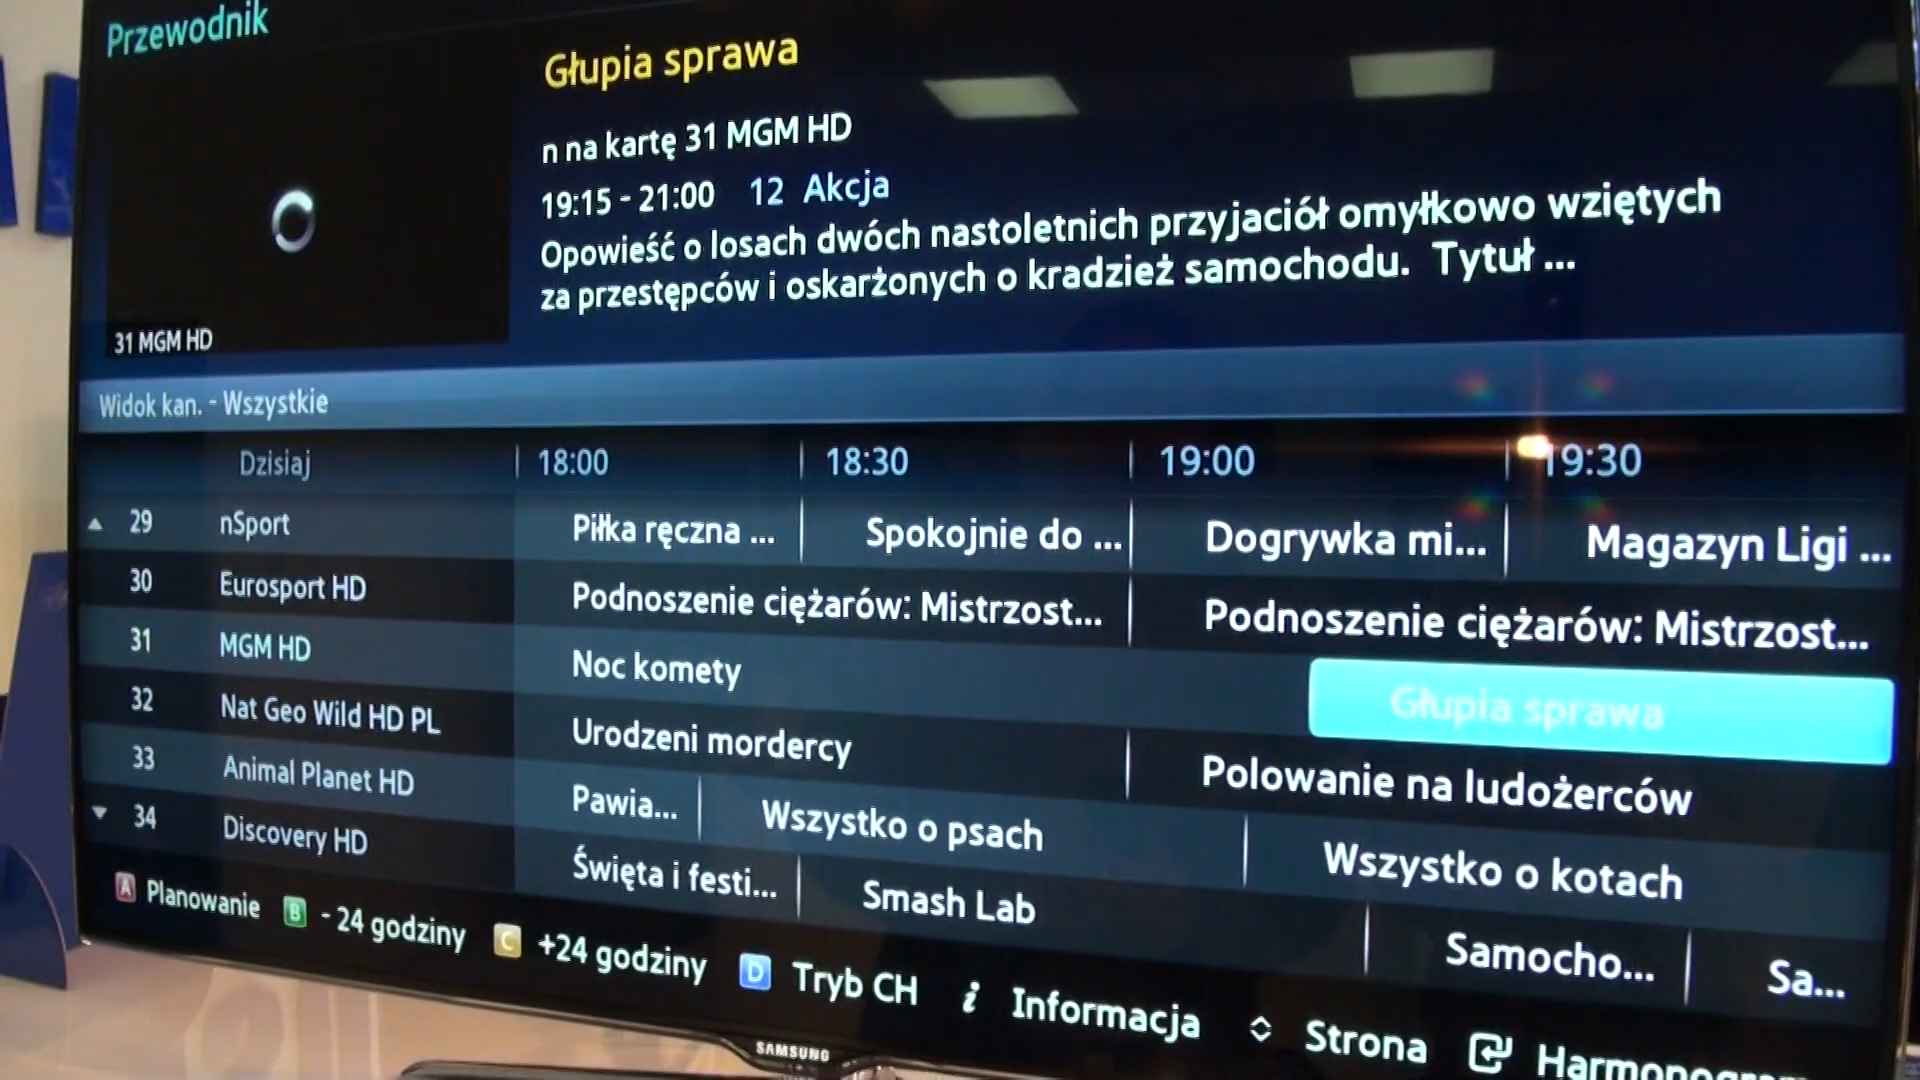 Przewodnik
Głupia sprawa
n na kartę 31 MGM HD
19:15 - 21:00 12 Akcja
Opowieść o losach dwóch nastoletnich przyjaciół omyłkowo wziętych
za przestępców i oskarżonych o kradzież samochodu. Tytuł ...
31 MGM HD
Widok kan. - Wszystkie
Dzisiaj 18:00 18:30 19:00 19:30
29 nSport Piłka ręczna ... Spokojnie do ... Dogrywka mi... Magazyn Ligi ...
30 Eurosport HD Podnoszenie ciężarów: Mistrzost... Podnoszenie ciężarów: Mistrzost...
31 MGM HD Noc komety Głupia sprawa
32 Nat Geo Wild HD PL Urodzeni mordercy Polowanie na ludożerców
33 Animal Planet HD Pawia... Wszystko o psach Wszystko o kotach
34 Discovery HD Święta i festi... Smash Lab Samocho... Sa...
A Planowanie B - 24 godziny C +24 godziny D Tryb CH i Informacja Strona
SAMSUNG